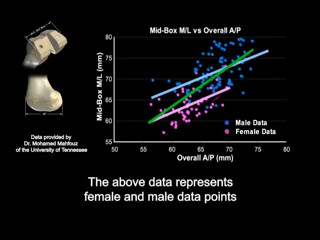 Mid-Box M/L vs Overall A/P
Mid-Box M/L (mm)
80
75
70
65
60
55
50
55
60
65
70
75
80
Overall A/P (mm)
Male Data
Female Data
Data provided by
Dr. Mohamed Mahfouz
of the University of Tennessee
The above data represents
female and male data points